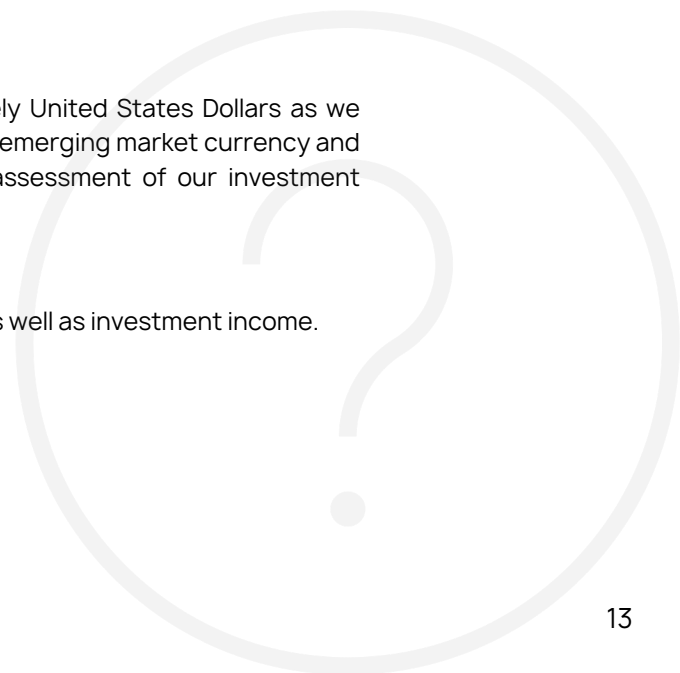 ly United States Dollars as we
emerging market currency and
assessment of our investment
s well as investment income.
13